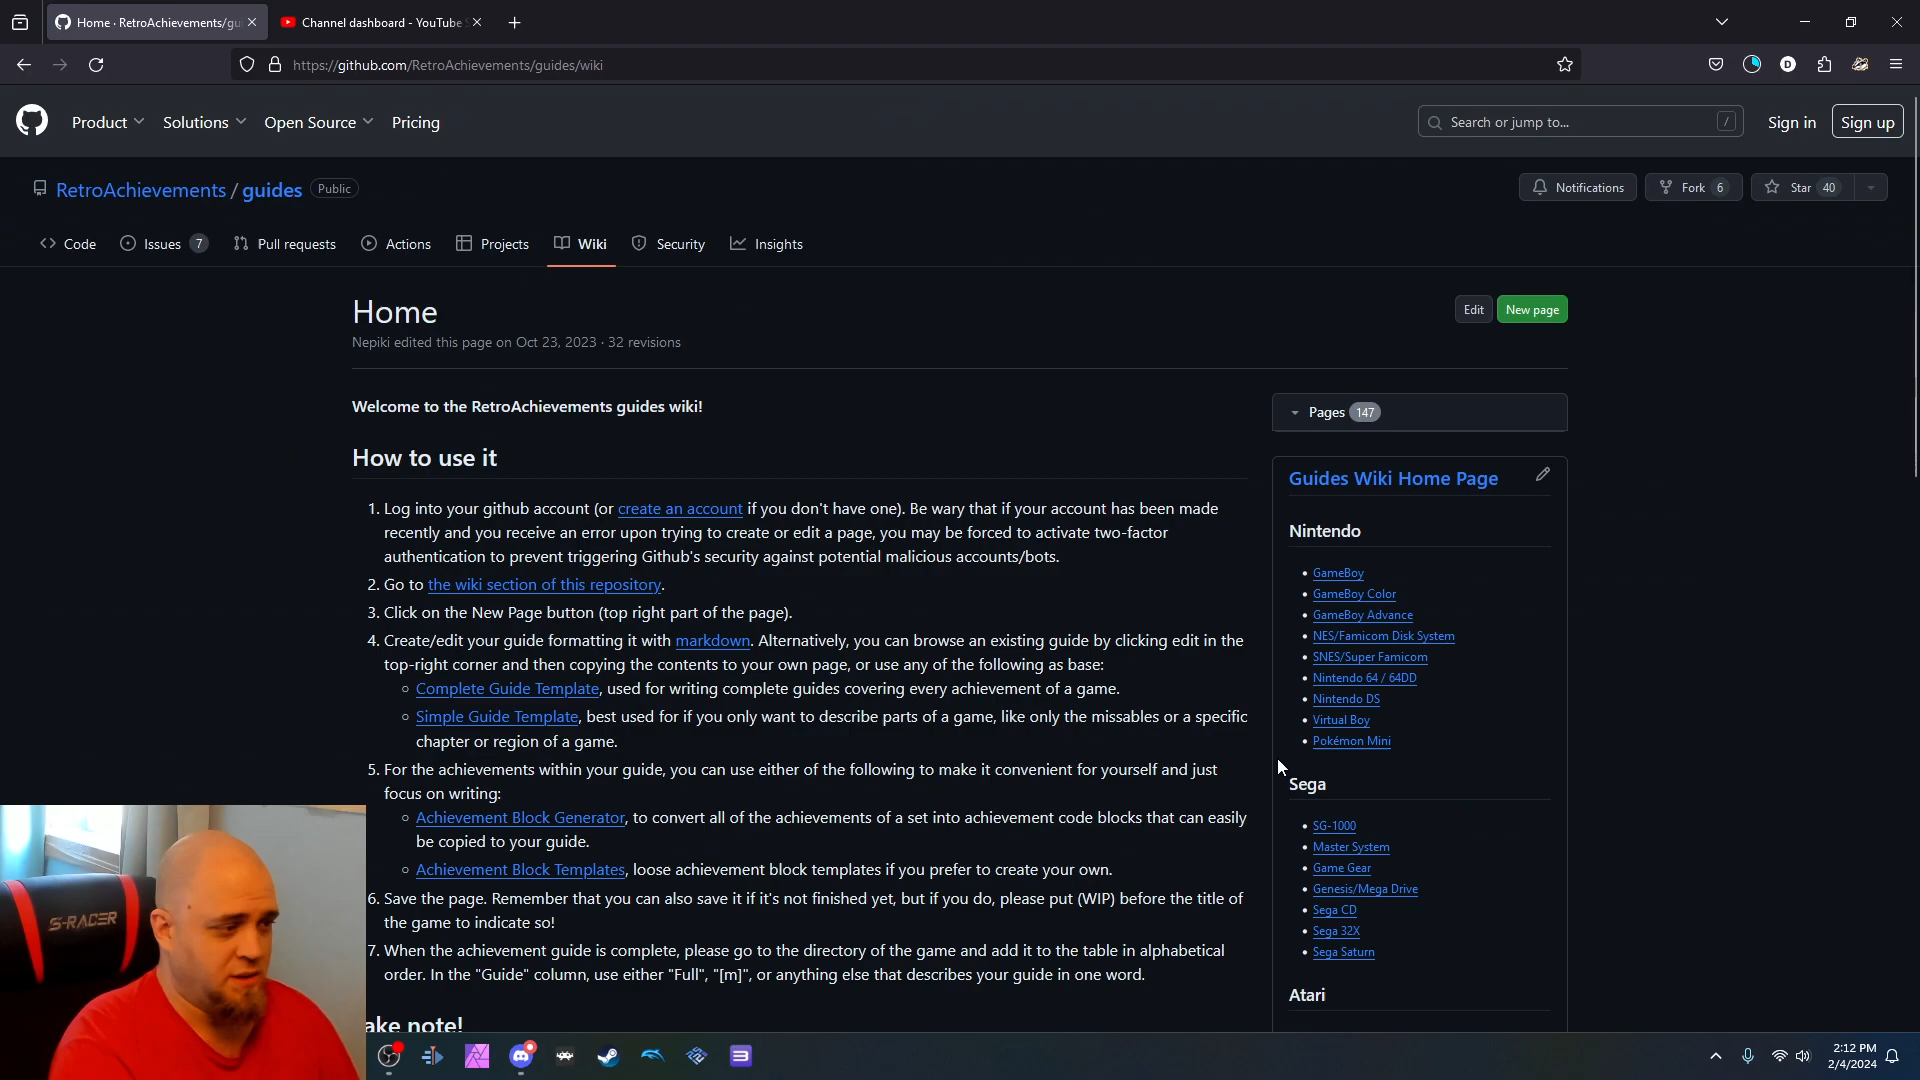 Home · RetroAchievements/gu
Channel dashboard - YouTube
https://github.com/RetroAchievements/guides/wiki
Product
Solutions
Open Source
Pricing
Search or jump to...
/
Sign in
Sign up
RetroAchievements / guides
Public
Notifications
Fork 6
Star 40
Code
Issues 7
Pull requests
Actions
Projects
Wiki
Security
Insights
Home
Edit
New page
Nepiki edited this page on Oct 23, 2023 · 32 revisions
Welcome to the RetroAchievements guides wiki!
How to use it
1. Log into your github account (or create an account if you don't have one). Be wary that if your account has been made
recently and you receive an error upon trying to create or edit a page, you may be forced to activate two-factor
authentication to prevent triggering Github's security against potential malicious accounts/bots.
2. Go to the wiki section of this repository.
3. Click on the New Page button (top right part of the page).
4. Create/edit your guide formatting it with markdown. Alternatively, you can browse an existing guide by clicking edit in the
top-right corner and then copying the contents to your own page, or use any of the following as base:
Complete Guide Template, used for writing complete guides covering every achievement of a game.
Simple Guide Template, best used for if you only want to describe parts of a game, like only the missables or a specific
chapter or region of a game.
5. For the achievements within your guide, you can use either of the following to make it convenient for yourself and just
focus on writing:
Achievement Block Generator, to convert all of the achievements of a set into achievement code blocks that can easily
be copied to your guide.
Achievement Block Templates, loose achievement block templates if you prefer to create your own.
6. Save the page. Remember that you can also save it if it's not finished yet, but if you do, please put (WIP) before the title of
the game to indicate so!
7. When the achievement guide is complete, please go to the directory of the game and add it to the table in alphabetical
order. In the "Guide" column, use either "Full", "[m]", or anything else that describes your guide in one word.
ake note!
Pages 147
Guides Wiki Home Page
Nintendo
GameBoy
GameBoy Color
GameBoy Advance
NES/Famicom Disk System
SNES/Super Famicom
Nintendo 64 / 64DD
Nintendo DS
Virtual Boy
Pokémon Mini
Sega
SG-1000
Master System
Game Gear
Genesis/Mega Drive
Sega CD
Sega 32X
Sega Saturn
Atari
S-RACER
2:12 PM
2/4/2024